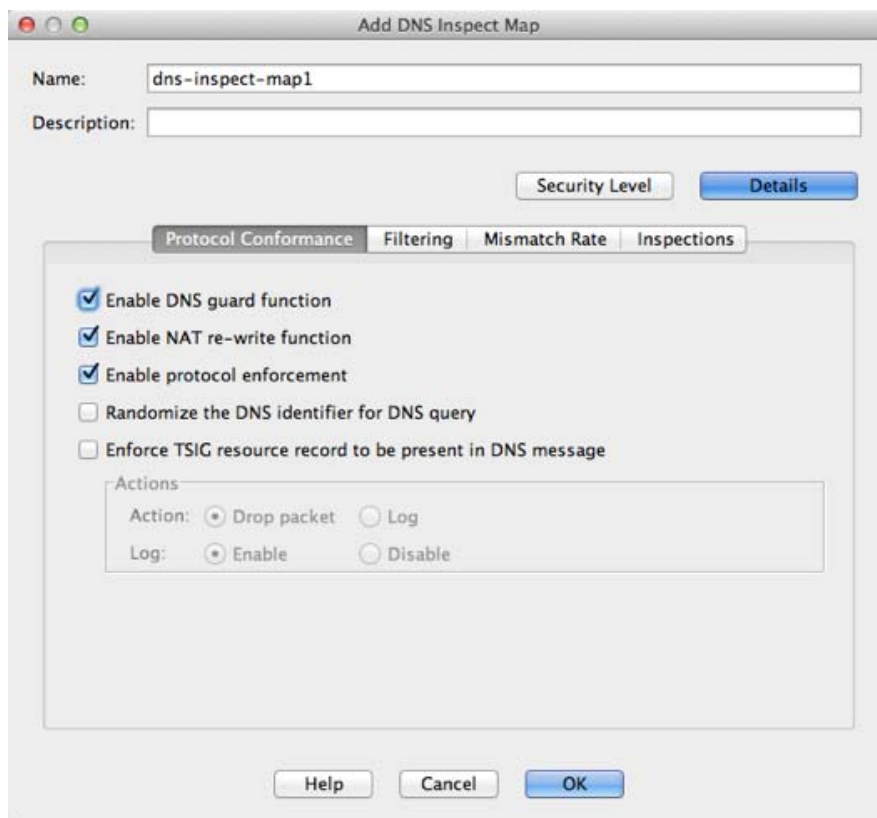 Add DNS Inspect Map
Name: dns-inspect-map1
Description:
Security Level Details
Protocol Conformance Filtering Mismatch Rate Inspections
Enable DNS guard function
Enable NAT re-write function
Enable protocol enforcement
Randomize the DNS identifier for DNS query
Enforce TSIG resource record to be present in DNS message
Actions
Action: Drop packet Log
Log: Enable Disable
Help Cancel OK